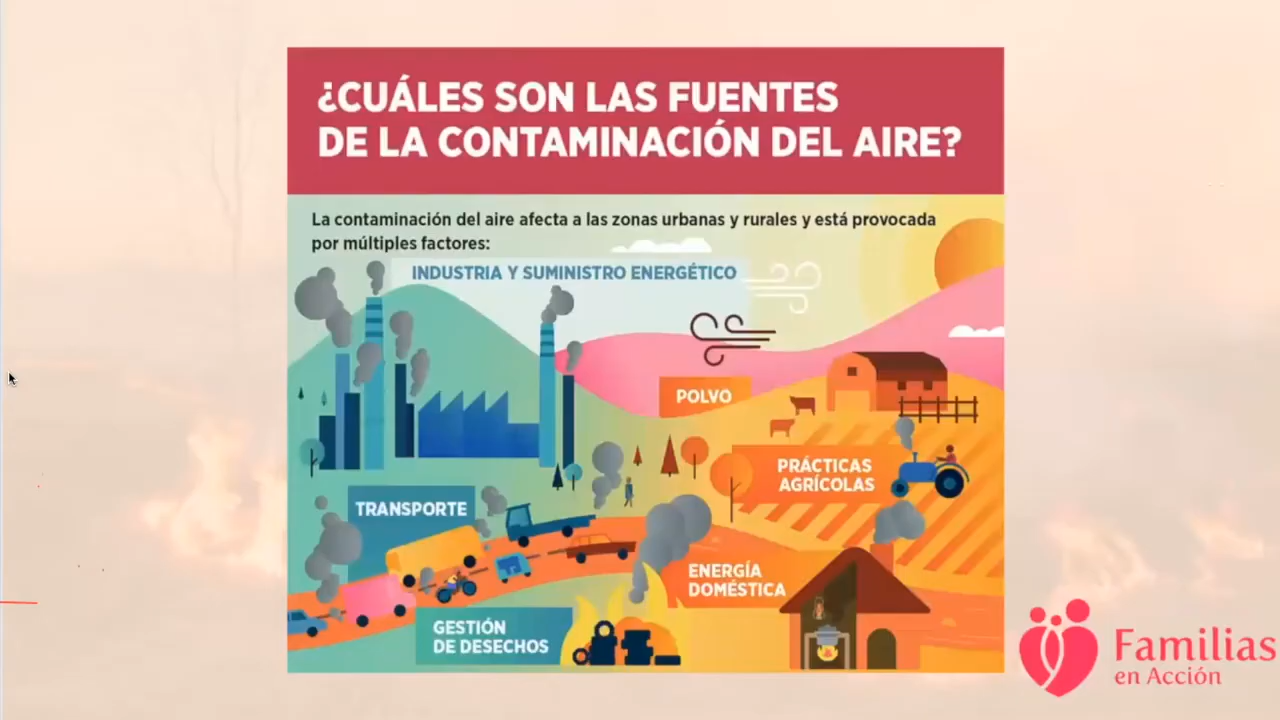 ¿CUÁLES SON LAS FUENTES
DE LA CONTAMINACIÓN DEL AIRE?
La contaminación del aire afecta a las zonas urbanas y rurales y está provocada
por múltiples factores:
INDUSTRIA Y SUMINISTRO ENERGÉTICO
POLVO
PRÁCTICAS
AGRÍCOLAS
TRANSPORTE
ENERGÍA
DOMÉSTICA
GESTIÓN
DE DESECHOS
Familias
en Acción